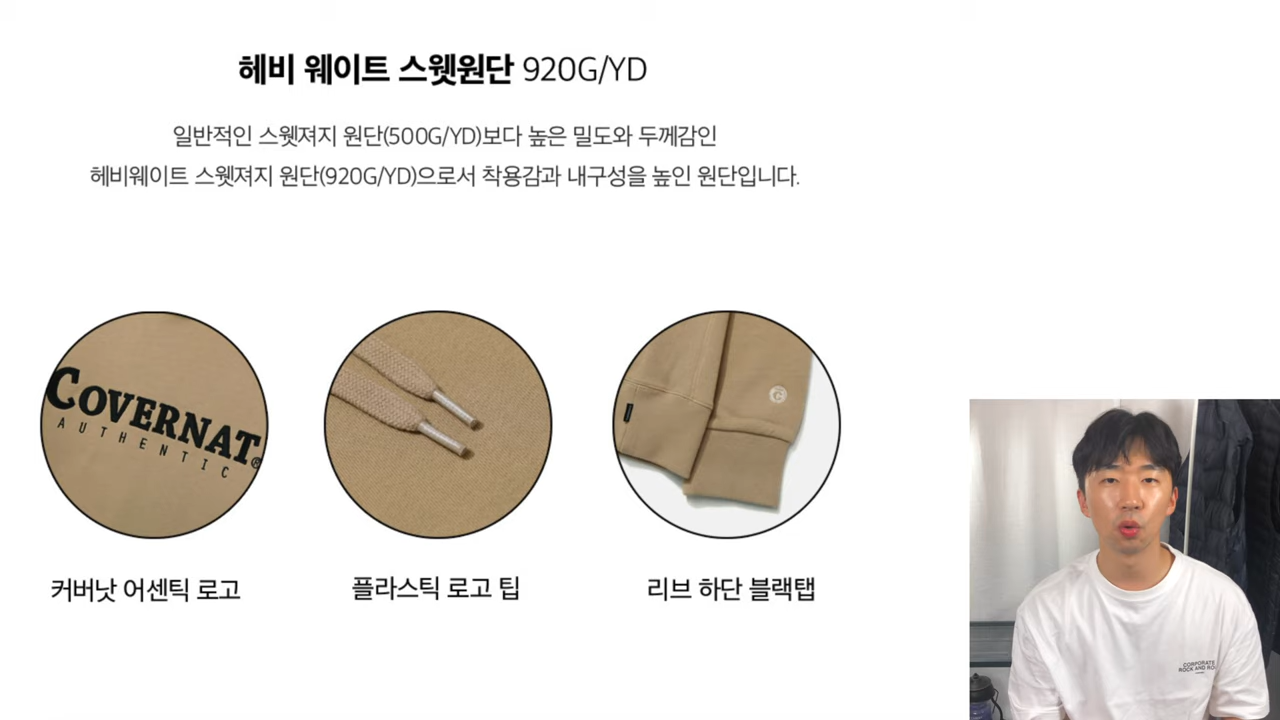 헤비 웨이트 스웻원단 920G/YD
일반적인 스웻져지 원단(500G/YD)보다 높은 밀도와 두께감인
헤비웨이트 스웻져지 원단(920G/YD)으로서 착용감과 내구성을 높인 원단입니다.
COVERNAT®
AUTHENTIC
C
커버낫 어센틱 로고
플라스틱 로고 팁
리브 하단 블랙탭
CORPORATE
ROCK AND RO